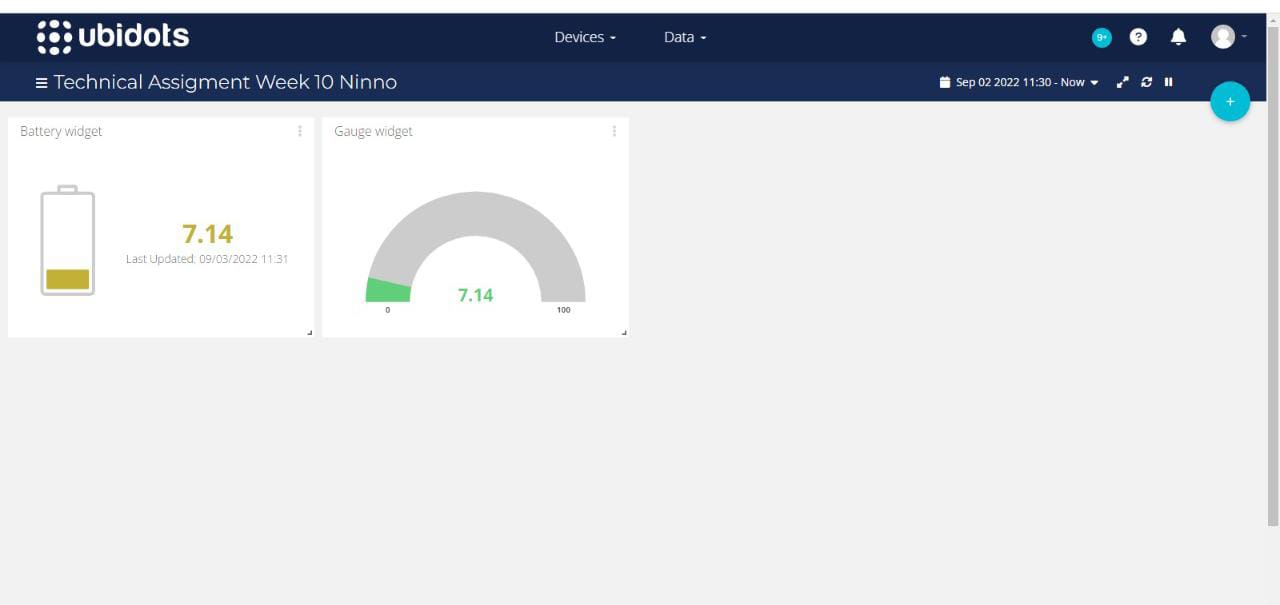 ubidots
Devices
Data
9+
?
Technical Assigment Week 10 Ninno
Sep 02 2022 11:30 - Now
+
Battery widget
7.14
Last Updated: 09/03/2022 11:31
Gauge widget
7.14
0
100